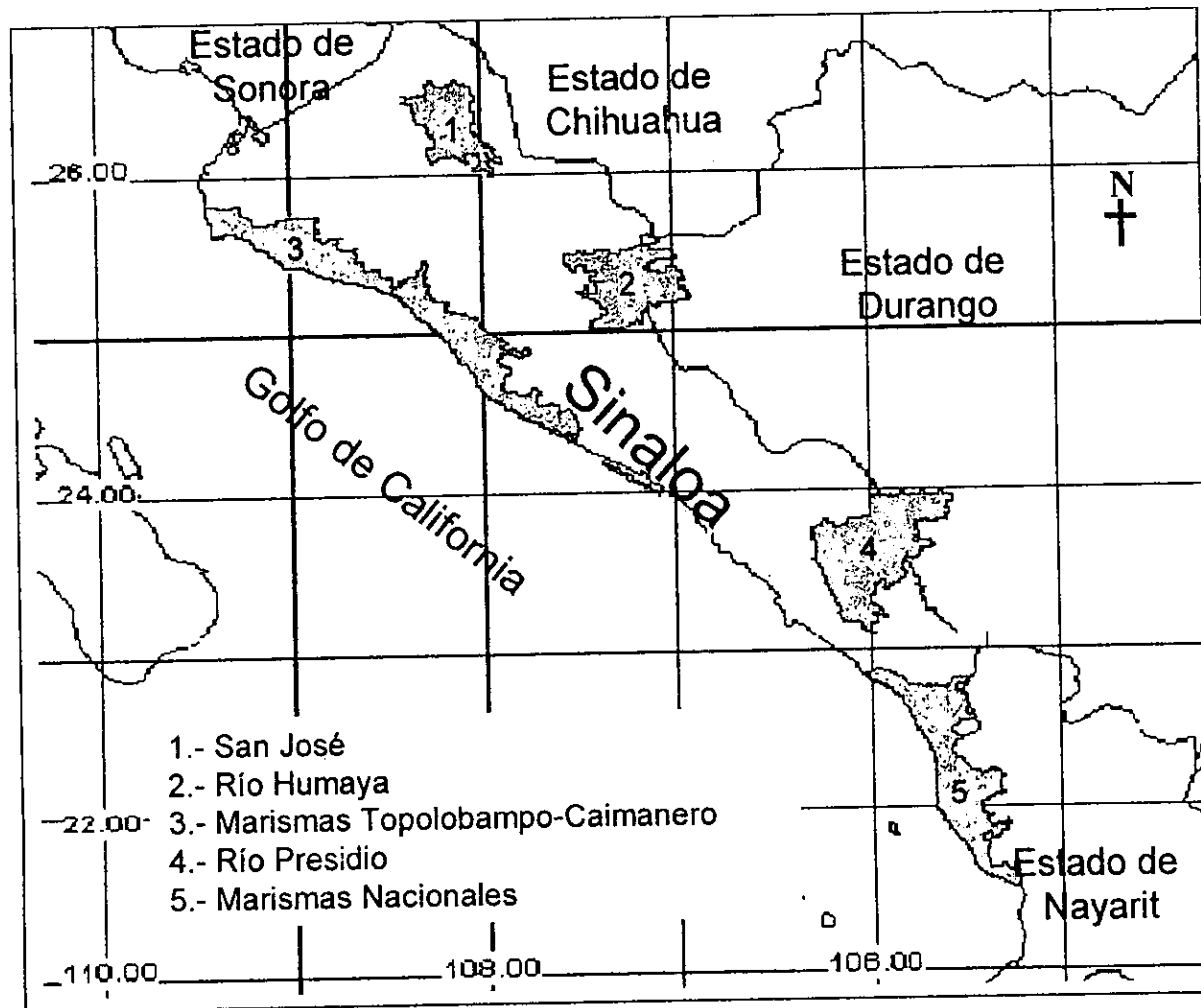 Estado de
Sonora
Estado de
Chihuahua
1
26.00
N
3
2
Estado de
Durango
Sinaloa
Golfo de California
24.00
4
1.- San José
2.- Río Humaya
3.- Marismas Topolobampo-Caimanero
4.- Río Presidio
5.- Marismas Nacionales
22.00
5
Estado de
Nayarit
110.00
108.00
106.00